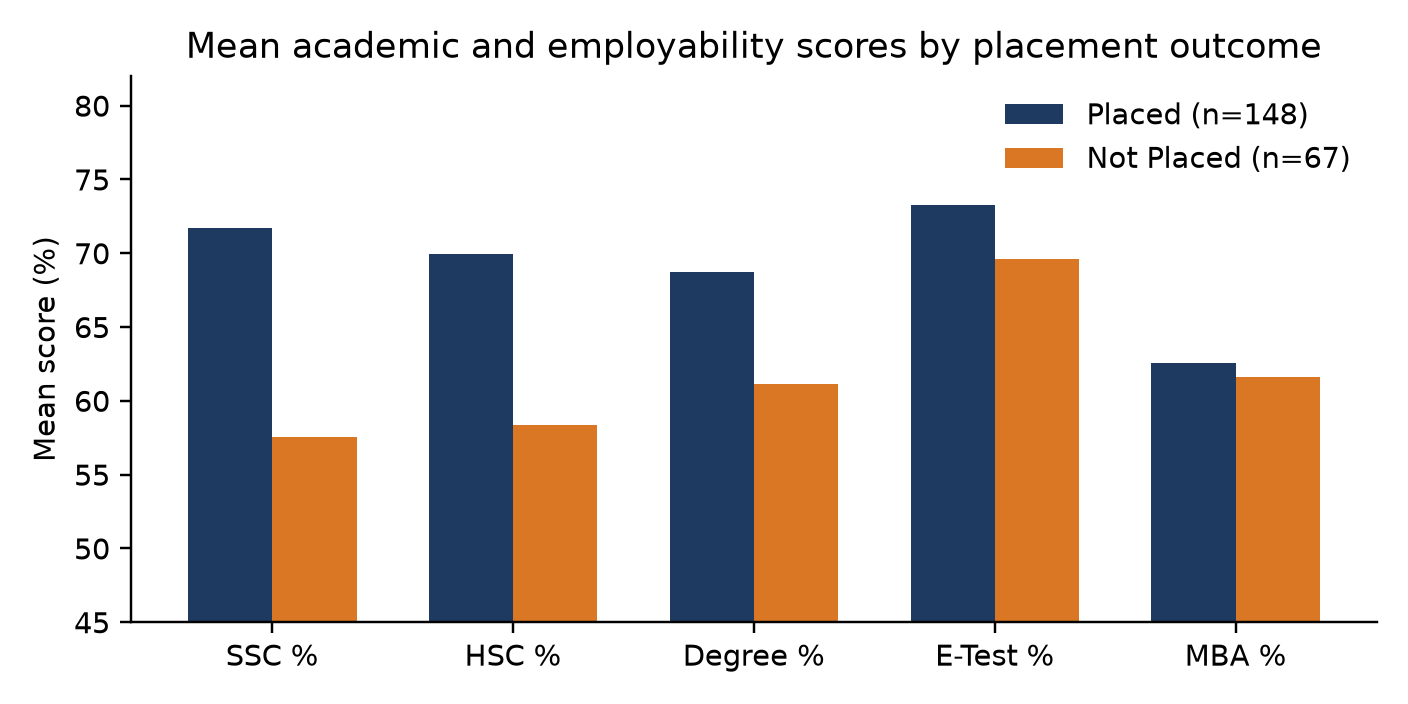 Mean academic and employability scores by placement outcome
Placed (n=148)
Not Placed (n=67)
Mean score (%)
80
75
70
65
60
55
50
45
SSC %
HSC %
Degree %
E-Test %
MBA %